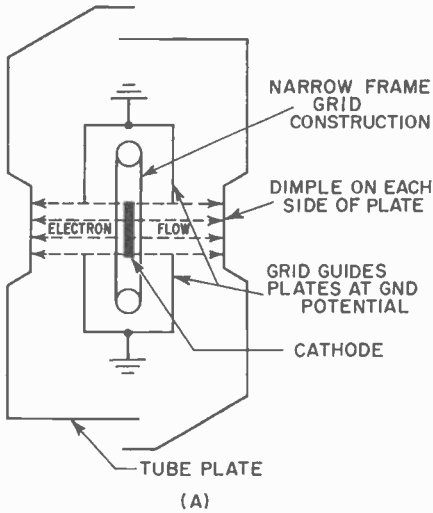 NARROW FRAME
GRID
CONSTRUCTION
DIMPLE ON EACH
SIDE OF PLATE
ELECTRON FLOW
GRID GUIDES
PLATES AT GND
POTENTIAL
CATHODE
TUBE PLATE
(A)